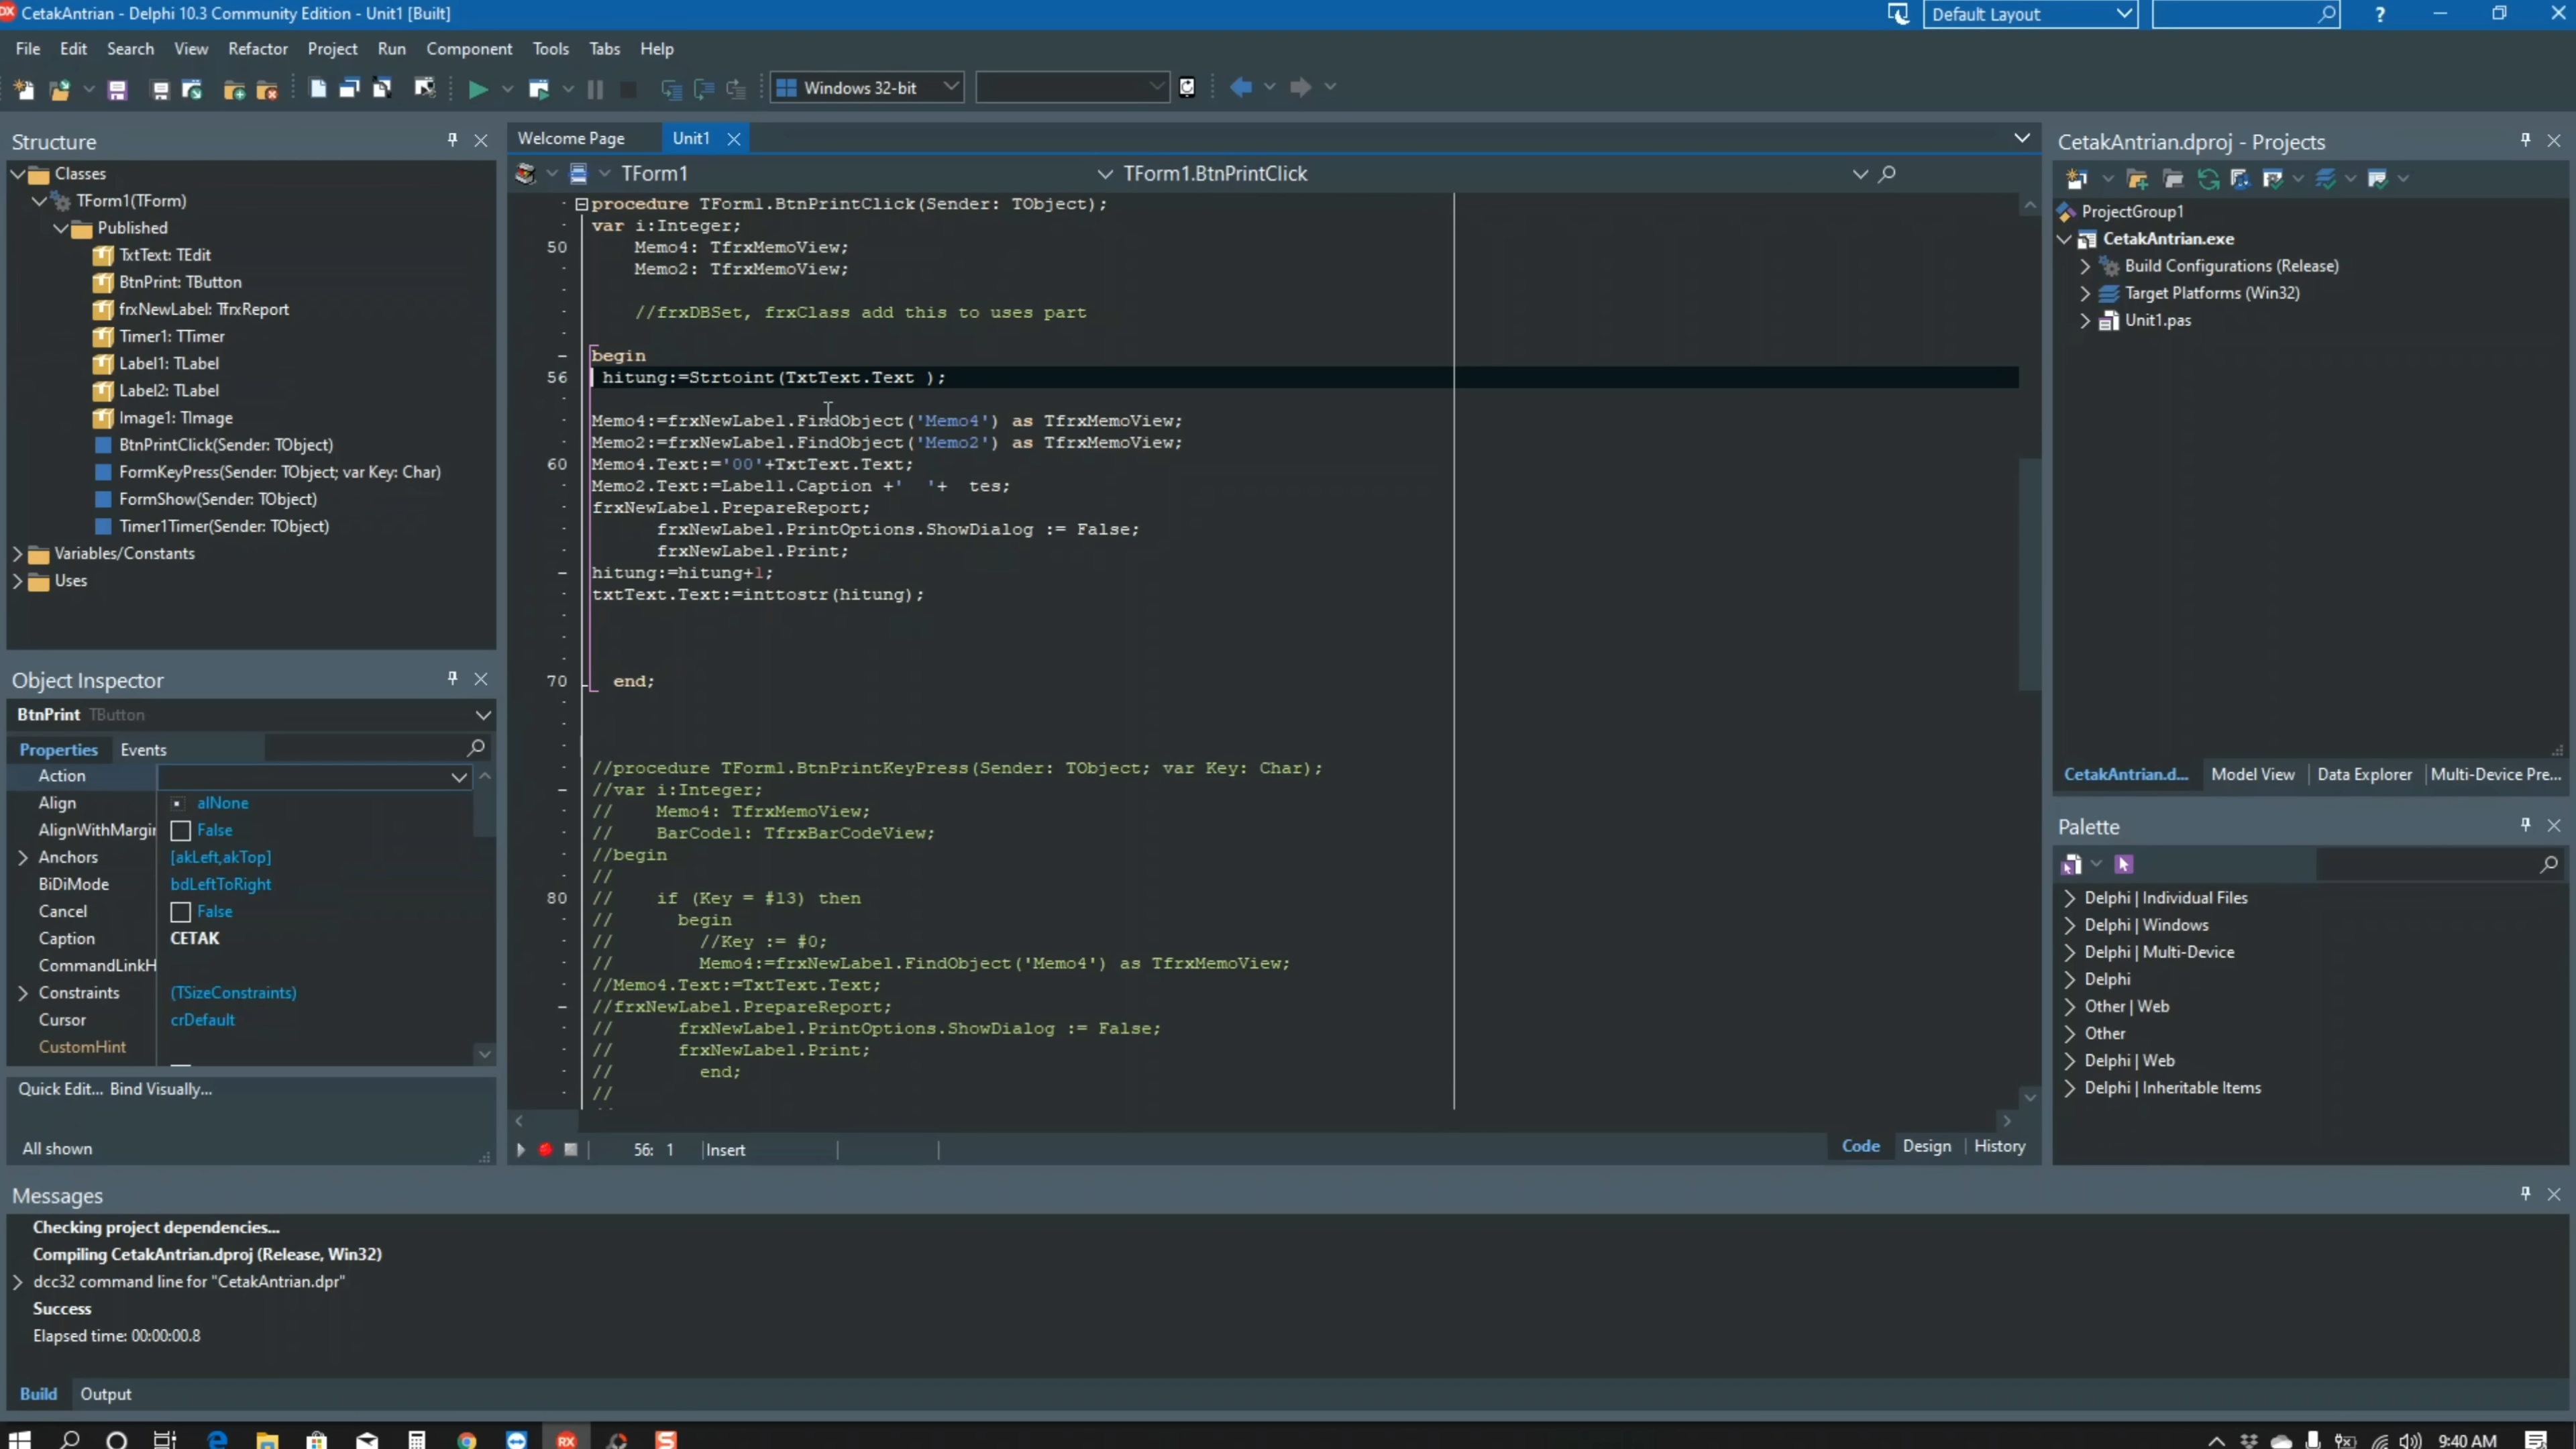 CetakAntrian - Delphi 10.3 Community Edition - Unit1 [Built]
Default Layout
?
File Edit Search View Refactor Project Run Component Tools Tabs Help
Windows 32-bit
Structure
Classes
TForm1(TForm)
Published
TxtText: TEdit
BtnPrint: TButton
frxNewLabel: TfrxReport
Timer1: TTimer
Label1: TLabel
Label2: TLabel
Image1: TImage
BtnPrintClick(Sender: TObject)
FormKeyPress(Sender: TObject; var Key: Char)
FormShow(Sender: TObject)
Timer1Timer(Sender: TObject)
Variables/Constants
Uses
Object Inspector
BtnPrint TButton
Properties Events
Action
Align alNone
AlignWithMargin False
Anchors [akLeft,akTop]
BiDiMode bdLeftToRight
Cancel False
Caption CETAK
CommandLinkH
Constraints (TSizeConstraints)
Cursor crDefault
CustomHint
Quick Edit... Bind Visually...
All shown
Welcome Page Unit1
TForm1 TForm1.BtnPrintClick
procedure TForm1.BtnPrintClick(Sender: TObject);
var i:Integer;
50 Memo4: TfrxMemoView;
Memo2: TfrxMemoView;
//frxDBSet, frxClass add this to uses part
begin
56 hitung:=Strtoint(TxtText.Text );
Memo4:=frxNewLabel.FindObject('Memo4') as TfrxMemoView;
Memo2:=frxNewLabel.FindObject('Memo2') as TfrxMemoView;
60 Memo4.Text:='00'+TxtText.Text;
Memo2.Text:=Label1.Caption +'  '+  tes;
frxNewLabel.PrepareReport;
frxNewLabel.PrintOptions.ShowDialog := False;
frxNewLabel.Print;
hitung:=hitung+1;
txtText.Text:=inttostr(hitung);
70 end;
//procedure TForm1.BtnPrintKeyPress(Sender: TObject; var Key: Char);
//var i:Integer;
// Memo4: TfrxMemoView;
// BarCode1: TfrxBarCodeView;
//begin
//
80 // if (Key = #13) then
// begin
// //Key := #0;
// Memo4:=frxNewLabel.FindObject('Memo4') as TfrxMemoView;
//Memo4.Text:=TxtText.Text;
//frxNewLabel.PrepareReport;
// frxNewLabel.PrintOptions.ShowDialog := False;
// frxNewLabel.Print;
// end;
//
56: 1 Insert
Code Design History
CetakAntrian.dproj - Projects
ProjectGroup1
CetakAntrian.exe
Build Configurations (Release)
Target Platforms (Win32)
Unit1.pas
CetakAntrian.d... Model View Data Explorer Multi-Device Pre...
Palette
Delphi | Individual Files
Delphi | Windows
Delphi | Multi-Device
Delphi
Other | Web
Other
Delphi | Web
Delphi | Inheritable Items
Messages
Checking project dependencies...
Compiling CetakAntrian.dproj (Release, Win32)
dcc32 command line for "CetakAntrian.dpr"
Success
Elapsed time: 00:00:00.8
Build Output
RX
9:40 AM